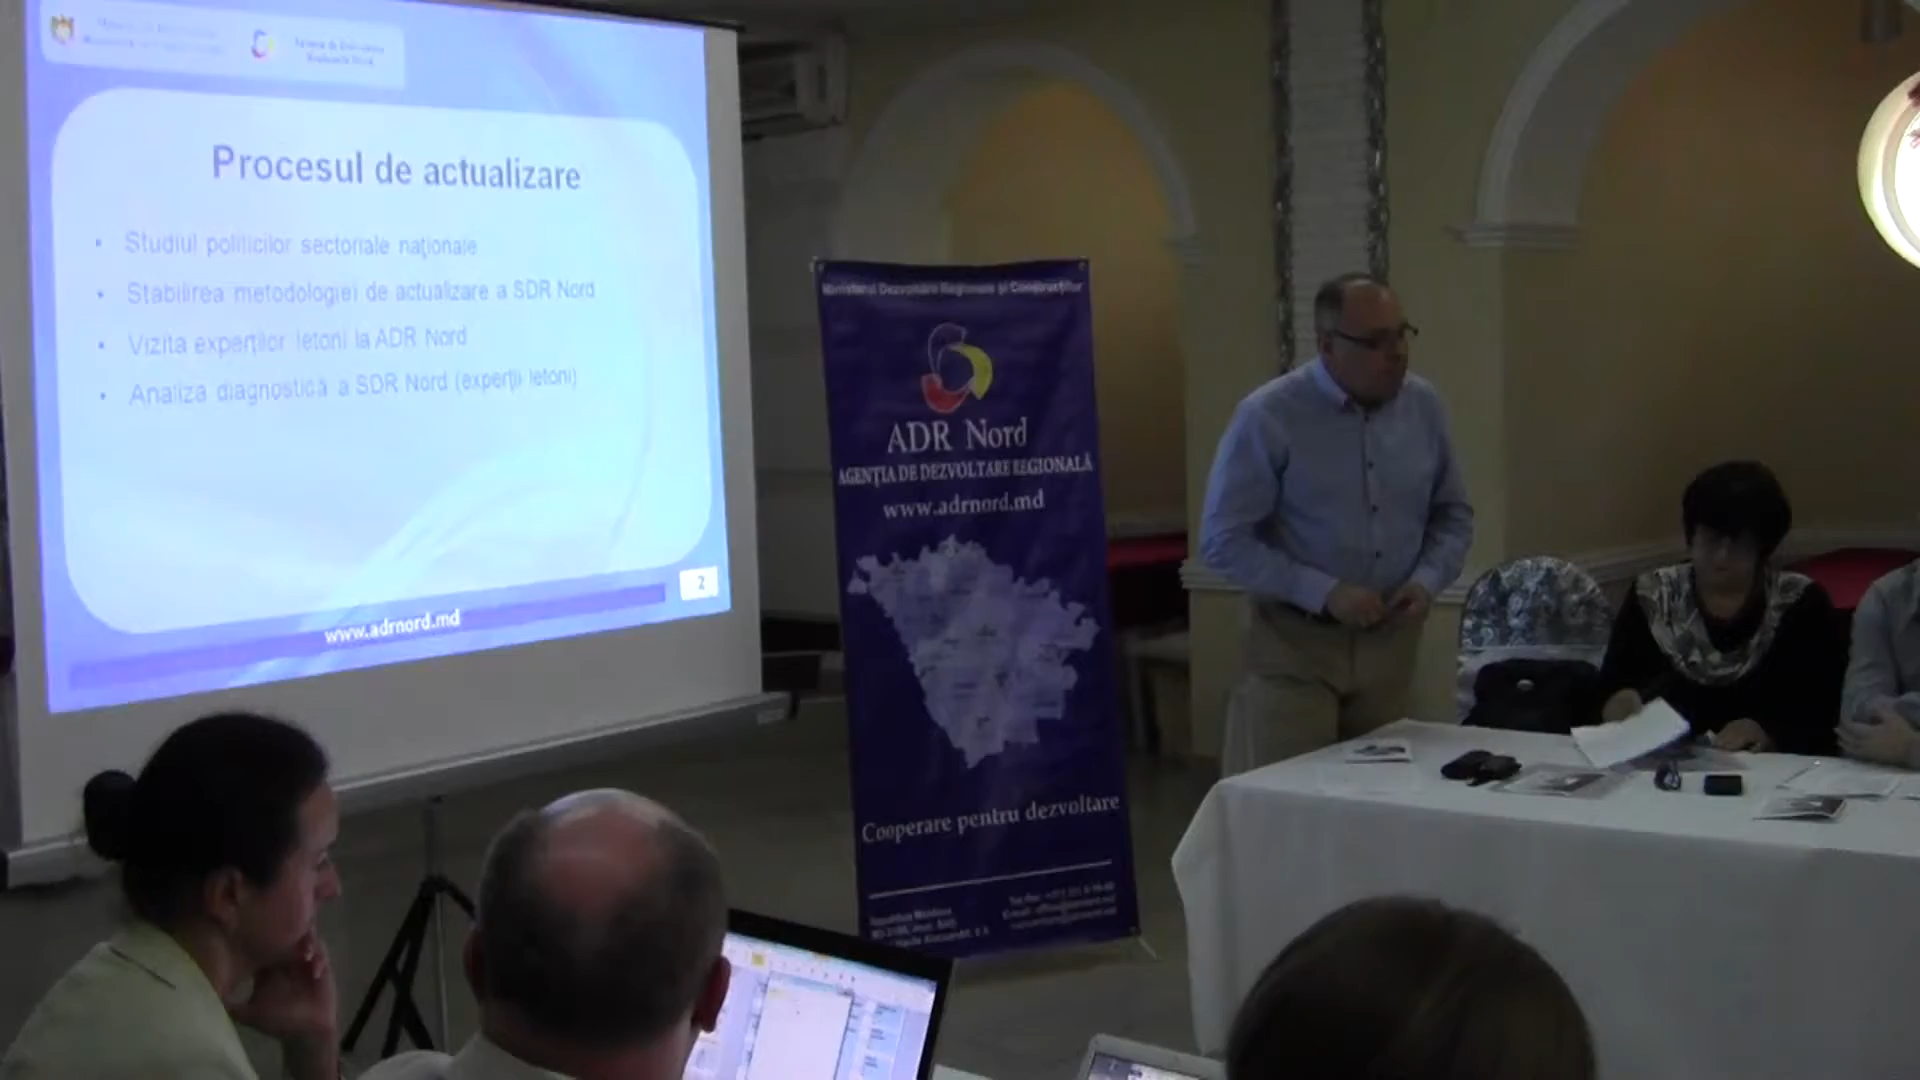 Procesul de actualizare
• Studiul politicilor sectoriale naționale
• Stabilirea metodologiei de actualizare a SDR Nord
• Vizita experților letoni la ADR Nord
• Analiza diagnostică a SDR Nord (experții letoni)
2
www.adrnord.md
Ministerul Dezvoltării Regionale și Construcțiilor
ADR Nord
AGENȚIA DE DEZVOLTARE REGIONALĂ
www.adrnord.md
Cooperare pentru dezvoltare
Republica Moldova